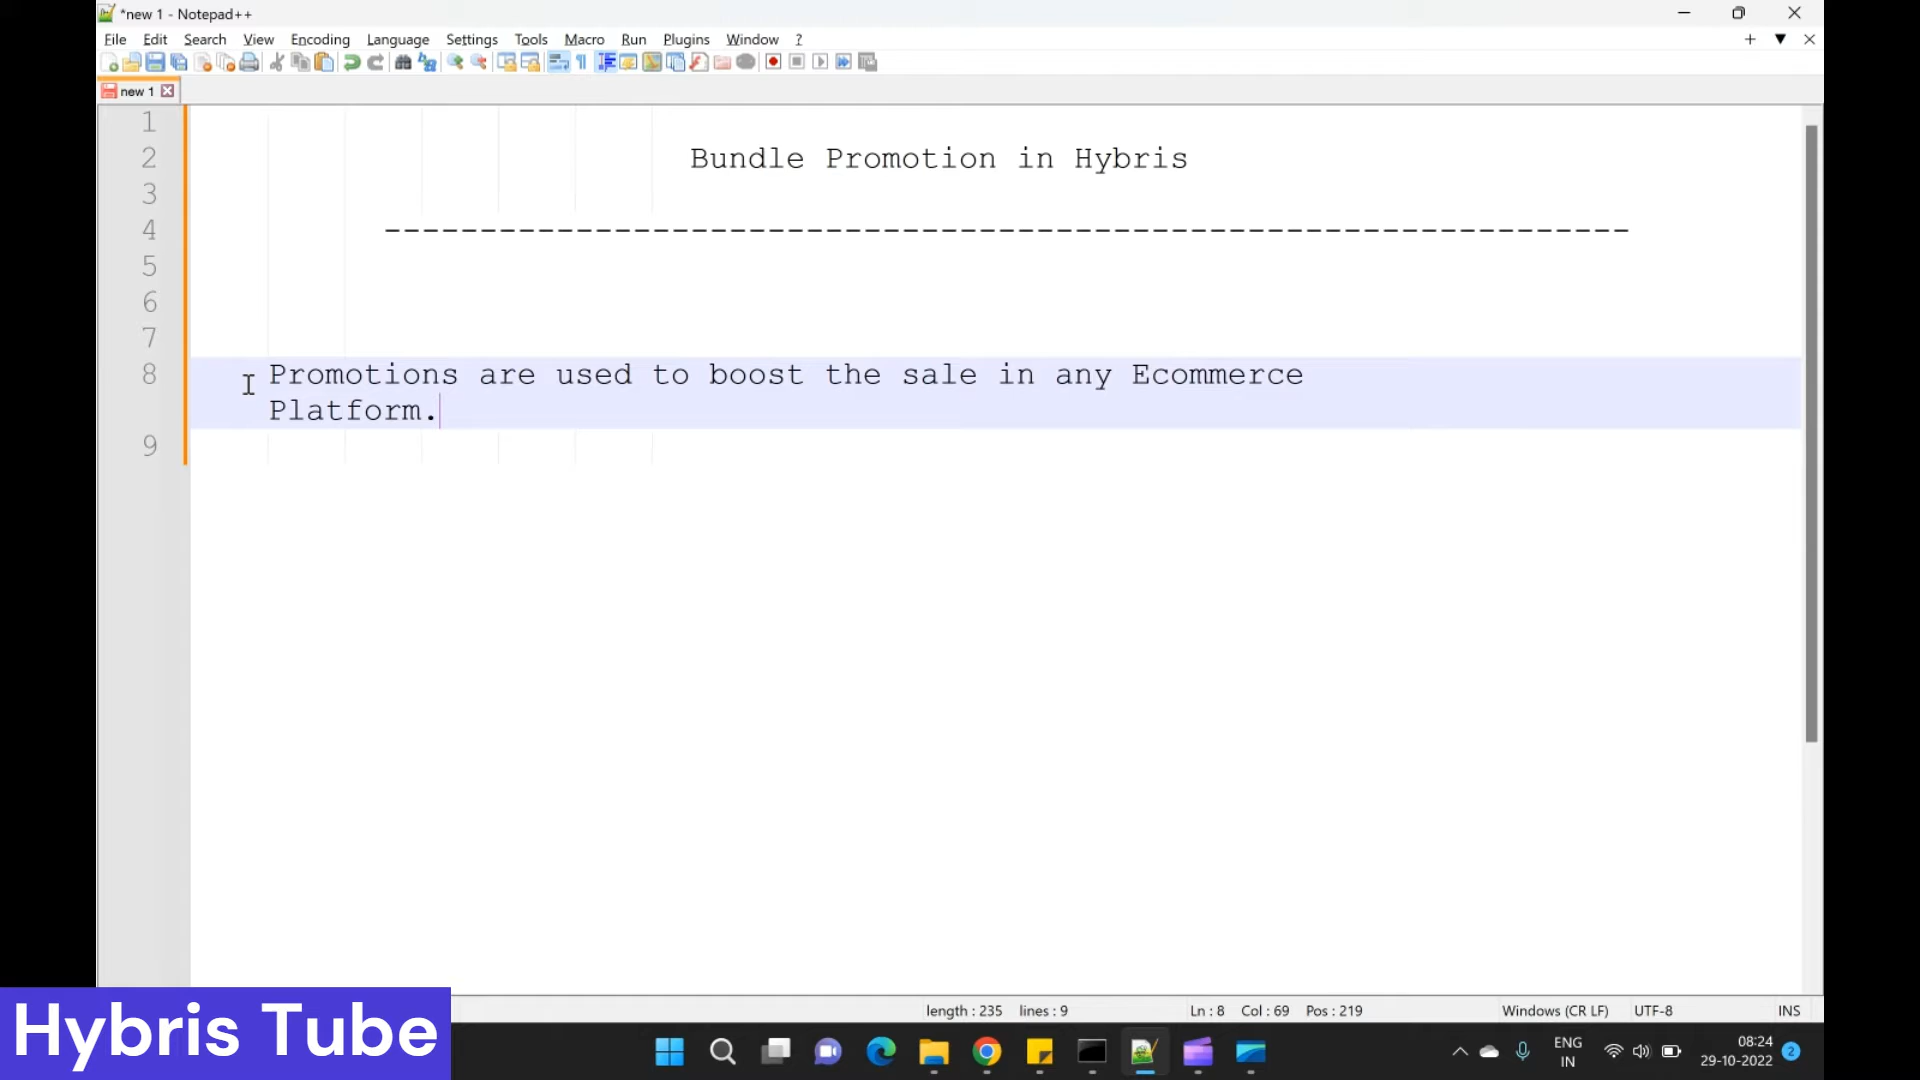 *new 1 - Notepad++
File Edit Search View Encoding Language Settings Tools Macro Run Plugins Window ?
new 1
1
2 Bundle Promotion in Hybris
3
4 -----------------------------------------------------------------
5
6
7
8 Promotions are used to boost the sale in any Ecommerce
Platform.
9
length : 235 lines : 9 Ln : 8 Col : 69 Pos : 219 Windows (CR LF) UTF-8 INS
Hybris Tube
ENG
IN
08:24
29-10-2022
2